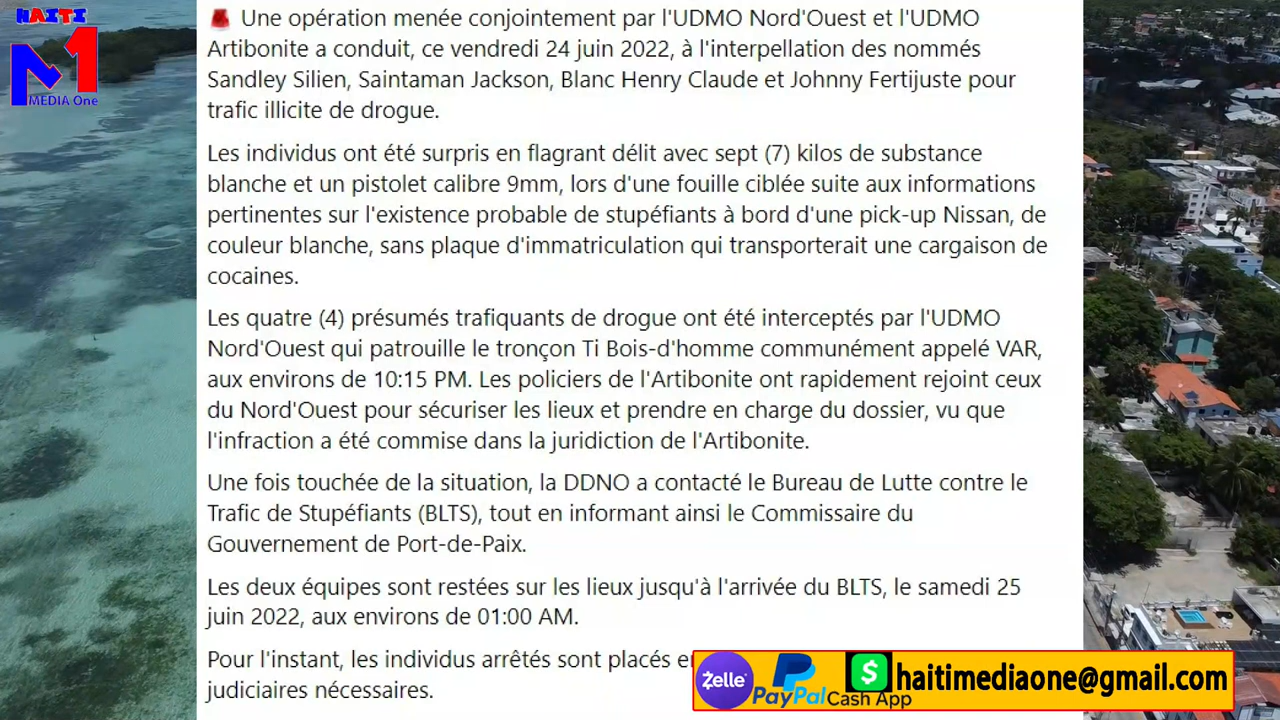 HAITI
M1
MEDIA One
🚨 Une opération menée conjointement par l'UDMO Nord'Ouest et l'UDMO
Artibonite a conduit, ce vendredi 24 juin 2022, à l'interpellation des nommés
Sandley Silien, Saintaman Jackson, Blanc Henry Claude et Johnny Fertijuste pour
trafic illicite de drogue.
Les individus ont été surpris en flagrant délit avec sept (7) kilos de substance
blanche et un pistolet calibre 9mm, lors d'une fouille ciblée suite aux informations
pertinentes sur l'existence probable de stupéfiants à bord d'une pick-up Nissan, de
couleur blanche, sans plaque d'immatriculation qui transporterait une cargaison de
cocaines.
Les quatre (4) présumés trafiquants de drogue ont été interceptés par l'UDMO
Nord'Ouest qui patrouille le tronçon Ti Bois-d'homme communément appelé VAR,
aux environs de 10:15 PM. Les policiers de l'Artibonite ont rapidement rejoint ceux
du Nord'Ouest pour sécuriser les lieux et prendre en charge du dossier, vu que
l'infraction a été commise dans la juridiction de l'Artibonite.
Une fois touchée de la situation, la DDNO a contacté le Bureau de Lutte contre le
Trafic de Stupéfiants (BLTS), tout en informant ainsi le Commissaire du
Gouvernement de Port-de-Paix.
Les deux équipes sont restées sur les lieux jusqu'à l'arrivée du BLTS, le samedi 25
juin 2022, aux environs de 01:00 AM.
Pour l'instant, les individus arrêtés sont placés
judiciaires nécessaires.
Zelle
PayPal
$
Cash App
haitimediaone@gmail.com